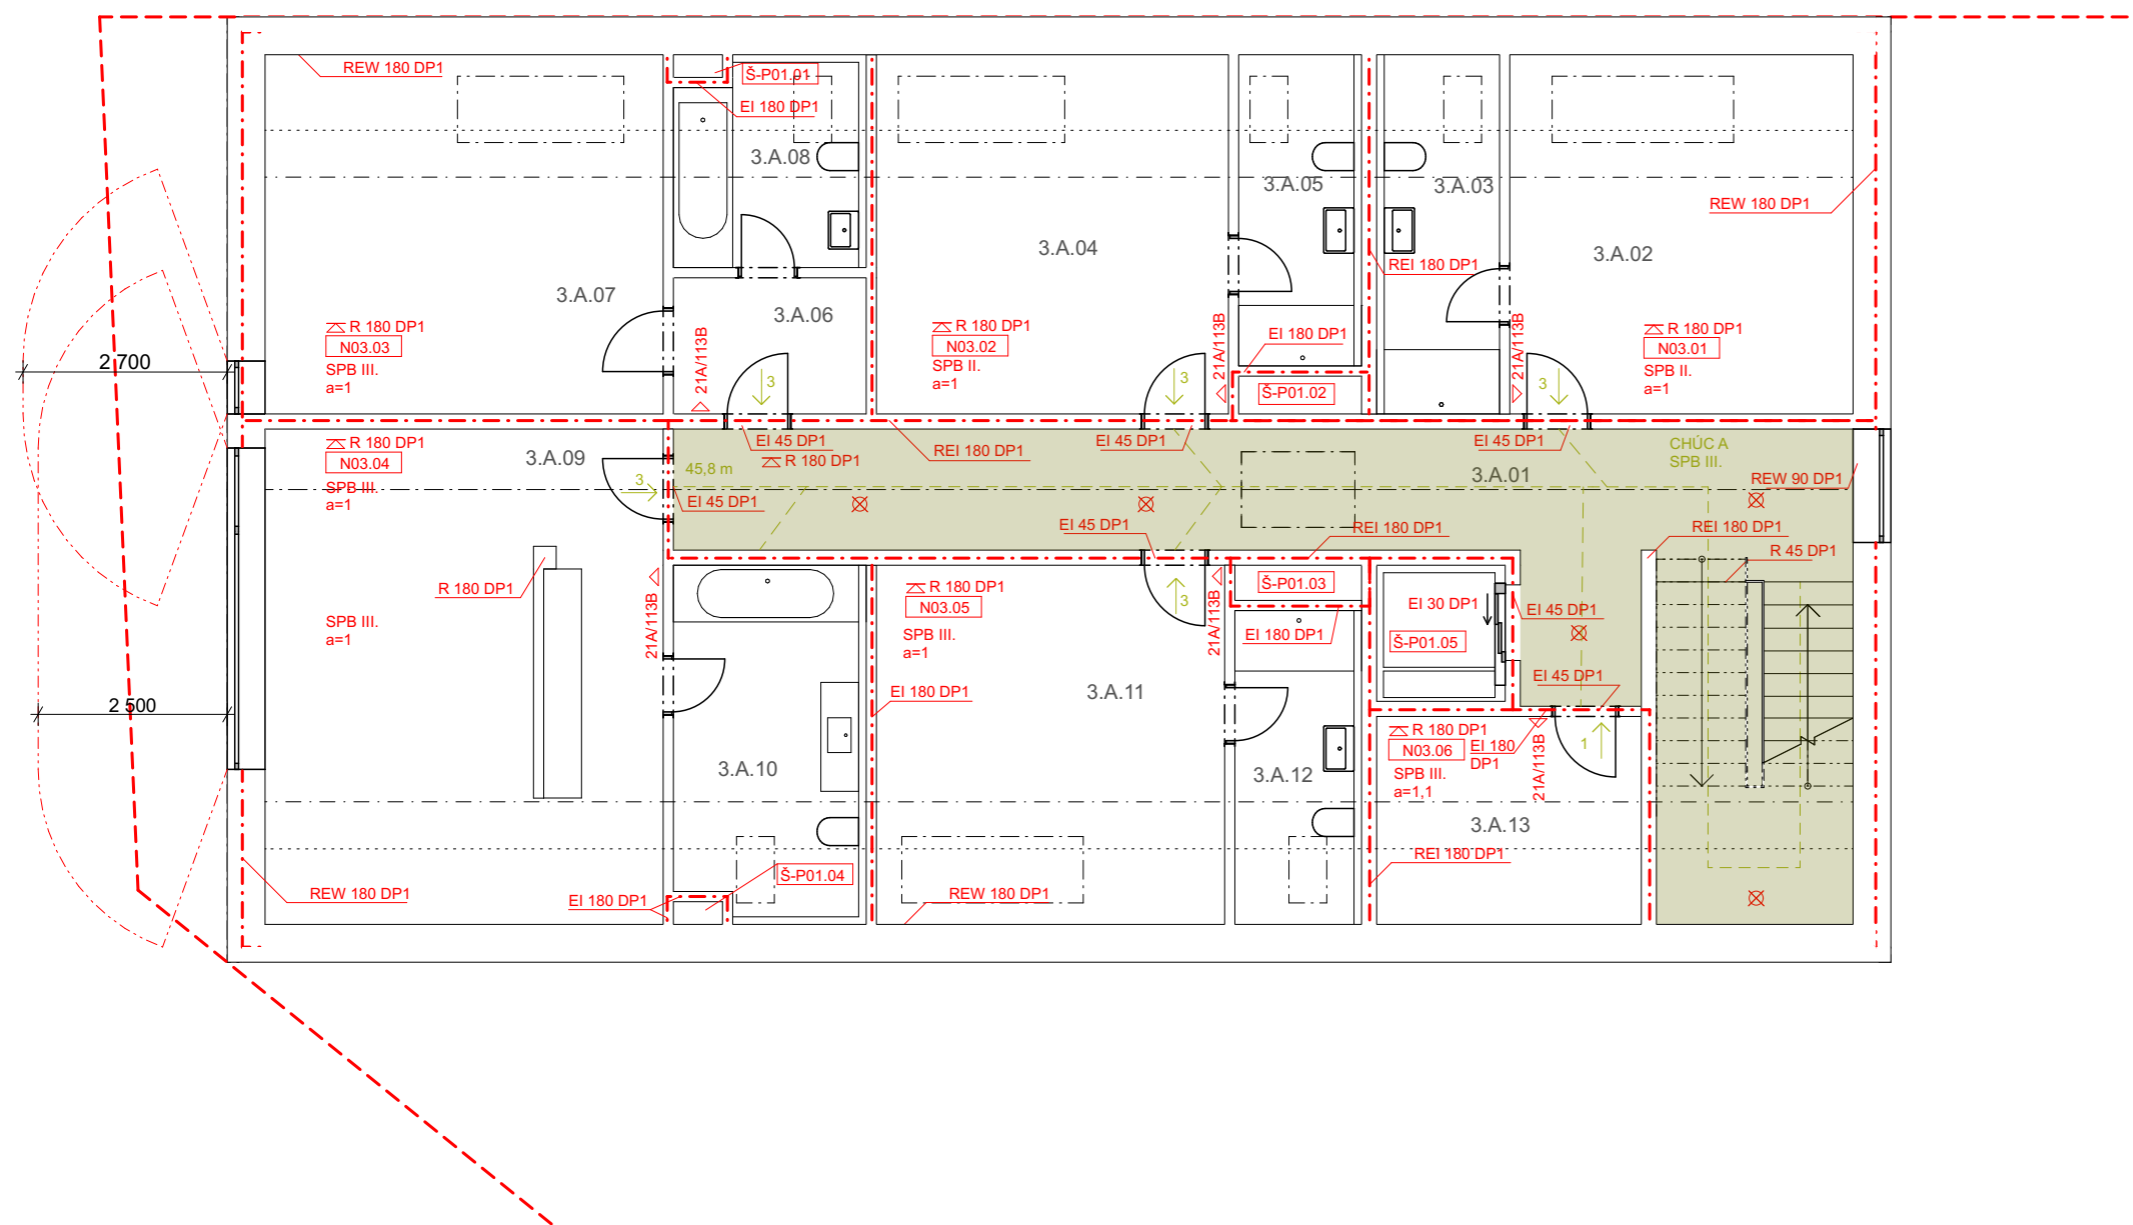 REW 180 DP1
Š-P01.01
EI 180 DP1
3.A.08
3.A.05
3.A.03
REW 180 DP1
3.A.04
3.A.02
REI 180 DP1
3.A.07
3.A.06
R 180 DP1
N03.03
SPB III.
a=1
2 700
21A/113B
3
R 180 DP1
N03.02
SPB II.
a=1
21A/113B
3
EI 180 DP1
Š-P01.02
21A/113B
3
R 180 DP1
N03.01
SPB II.
a=1
R 180 DP1
N03.04
SPB III.
a=1
3.A.09
3
EI 45 DP1
R 180 DP1
45,8 m
EI 45 DP1
REI 180 DP1
EI 45 DP1
EI 45 DP1
3.A.01
CHÚC A
SPB III.
REW 90 DP1
EI 45 DP1
REI 180 DP1
REI 180 DP1
R 45 DP1
R 180 DP1
SPB III.
a=1
21A/113B
R 180 DP1
N03.05
SPB III.
a=1
3
21A/113B
Š-P01.03
EI 180 DP1
EI 30 DP1
Š-P01.05
EI 45 DP1
EI 45 DP1
2 500
EI 180 DP1
3.A.11
3.A.10
3.A.12
R 180 DP1
N03.06
EI 180
DP1
SPB III.
a=1,1
21A/113B
1
3.A.13
REI 180 DP1
Š-P01.04
REW 180 DP1
EI 180 DP1
REW 180 DP1